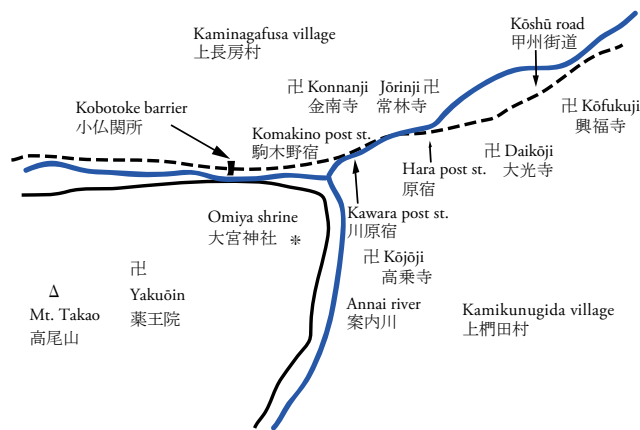 Kaminagafusa village
上長房村
Kōshū road
甲州街道
卍 Konnanji
金南寺
Jōrinji 卍
常林寺
Kobotoke barrier
小仏関所
卍 Kōfukuji
興福寺
Komakino post st.
駒木野宿
卍 Daikōji
大光寺
Hara post st.
原宿
Omiya shrine
大宮神社 ⁜
Kawara post st.
川原宿
卍 Kōjōji
高乗寺
卍
Yakuōin
薬王院
Δ
Mt. Takao
高尾山
Annai river
案内川
Kamikunugida village
上椚田村